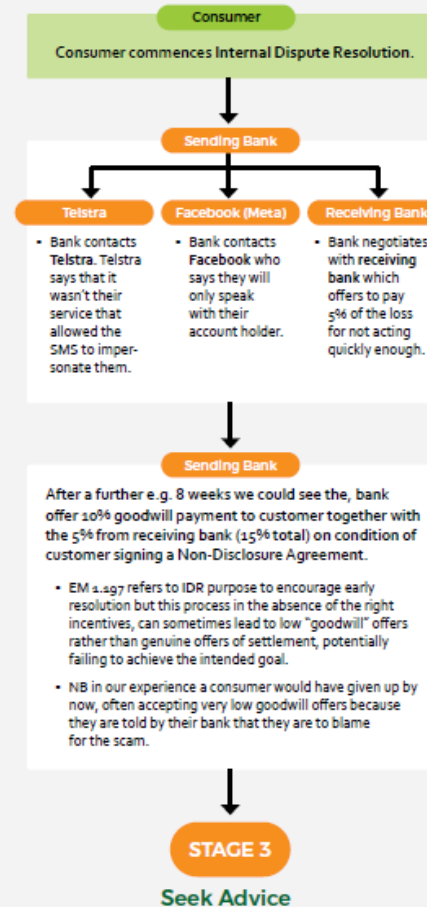 Consumer
Consumer commences Internal Dispute Resolution.
Sending Bank
Telstra
• Bank contacts
Telstra. Telstra
says that it
wasn't their
service that
allowed the
SMS to imper-
sonate them.
Facebook (Meta)
• Bank contacts
Facebook who
says they will
only speak
with their
account holder.
Receiving Bank
• Bank negotiates
with receiving
bank which
offers to pay
5% of the loss
for not acting
quickly enough.
Sending Bank
After a further e.g. 8 weeks we could see the, bank
offer 10% goodwill payment to customer together with
the 5% from receiving bank (15% total) on condition of
customer signing a Non-Disclosure Agreement.
• EM 1.197 refers to IDR purpose to encourage early
resolution but this process in the absence of the right
incentives, can sometimes lead to low "goodwill" offers
rather than genuine offers of settlement, potentially
failing to achieve the intended goal.
• NB in our experience a consumer would have given up by
now, often accepting very low goodwill offers because
they are told by their bank that they are to blame
for the scam.
STAGE 3
Seek Advice